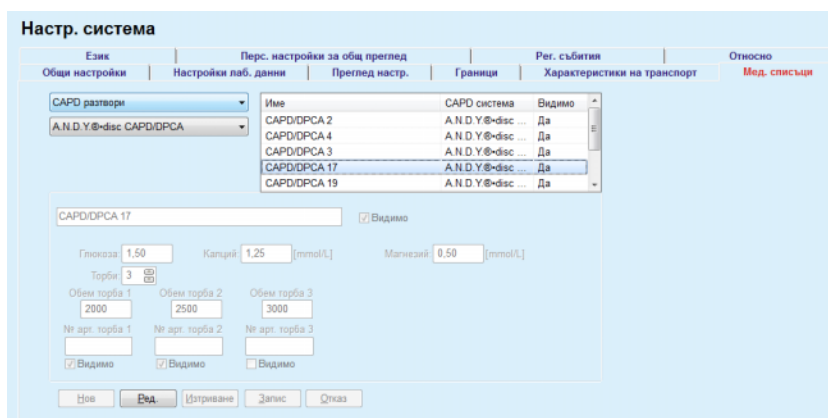 Настр. система
Език Перс. настройки за общ преглед Рег. събития Относно
Общи настройки Настройки лаб. данни Преглед настр. Граници Характеристики на транспорт Мед. списъци
CAPD разтвори
A.N.D.Y.®•disc CAPD/DPCA
Име CAPD система Видимо
CAPD/DPCA 2 A.N.D.Y.®•disc ... Да
CAPD/DPCA 4 A.N.D.Y.®•disc ... Да
CAPD/DPCA 3 A.N.D.Y.®•disc ... Да
CAPD/DPCA 17 A.N.D.Y.®•disc ... Да
CAPD/DPCA 19 A.N.D.Y.®•disc ... Да
CAPD/DPCA 17 Видимо
Глюкоза: 1,50 Калций: 1,25 [mmol/L] Магнезий: 0,50 [mmol/L]
Торби: 3
Обем торба 1 Обем торба 2 Обем торба 3
2000 2500 3000
№ арт. торба 1 № арт. торба 2 № арт. торба 3
Видимо Видимо Видимо
Нов Ред. Изтриване Запис Отказ